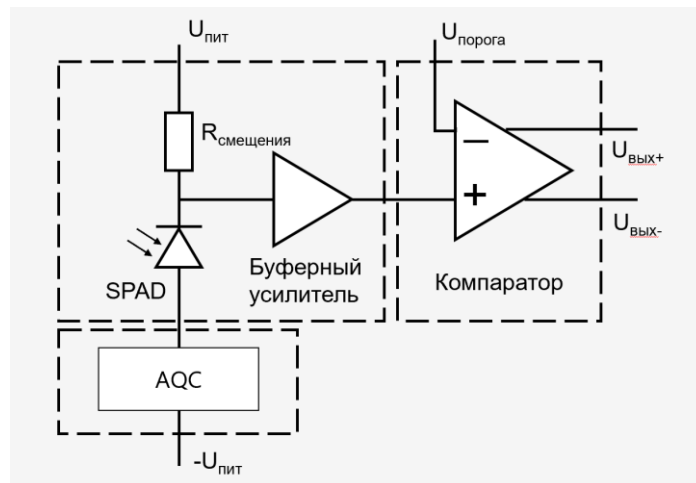 Uпит
Uпорога
Rсмещения
Uвых+
Uвых-
SPAD
Буферный
усилитель
Компаратор
AQC
-Uпит